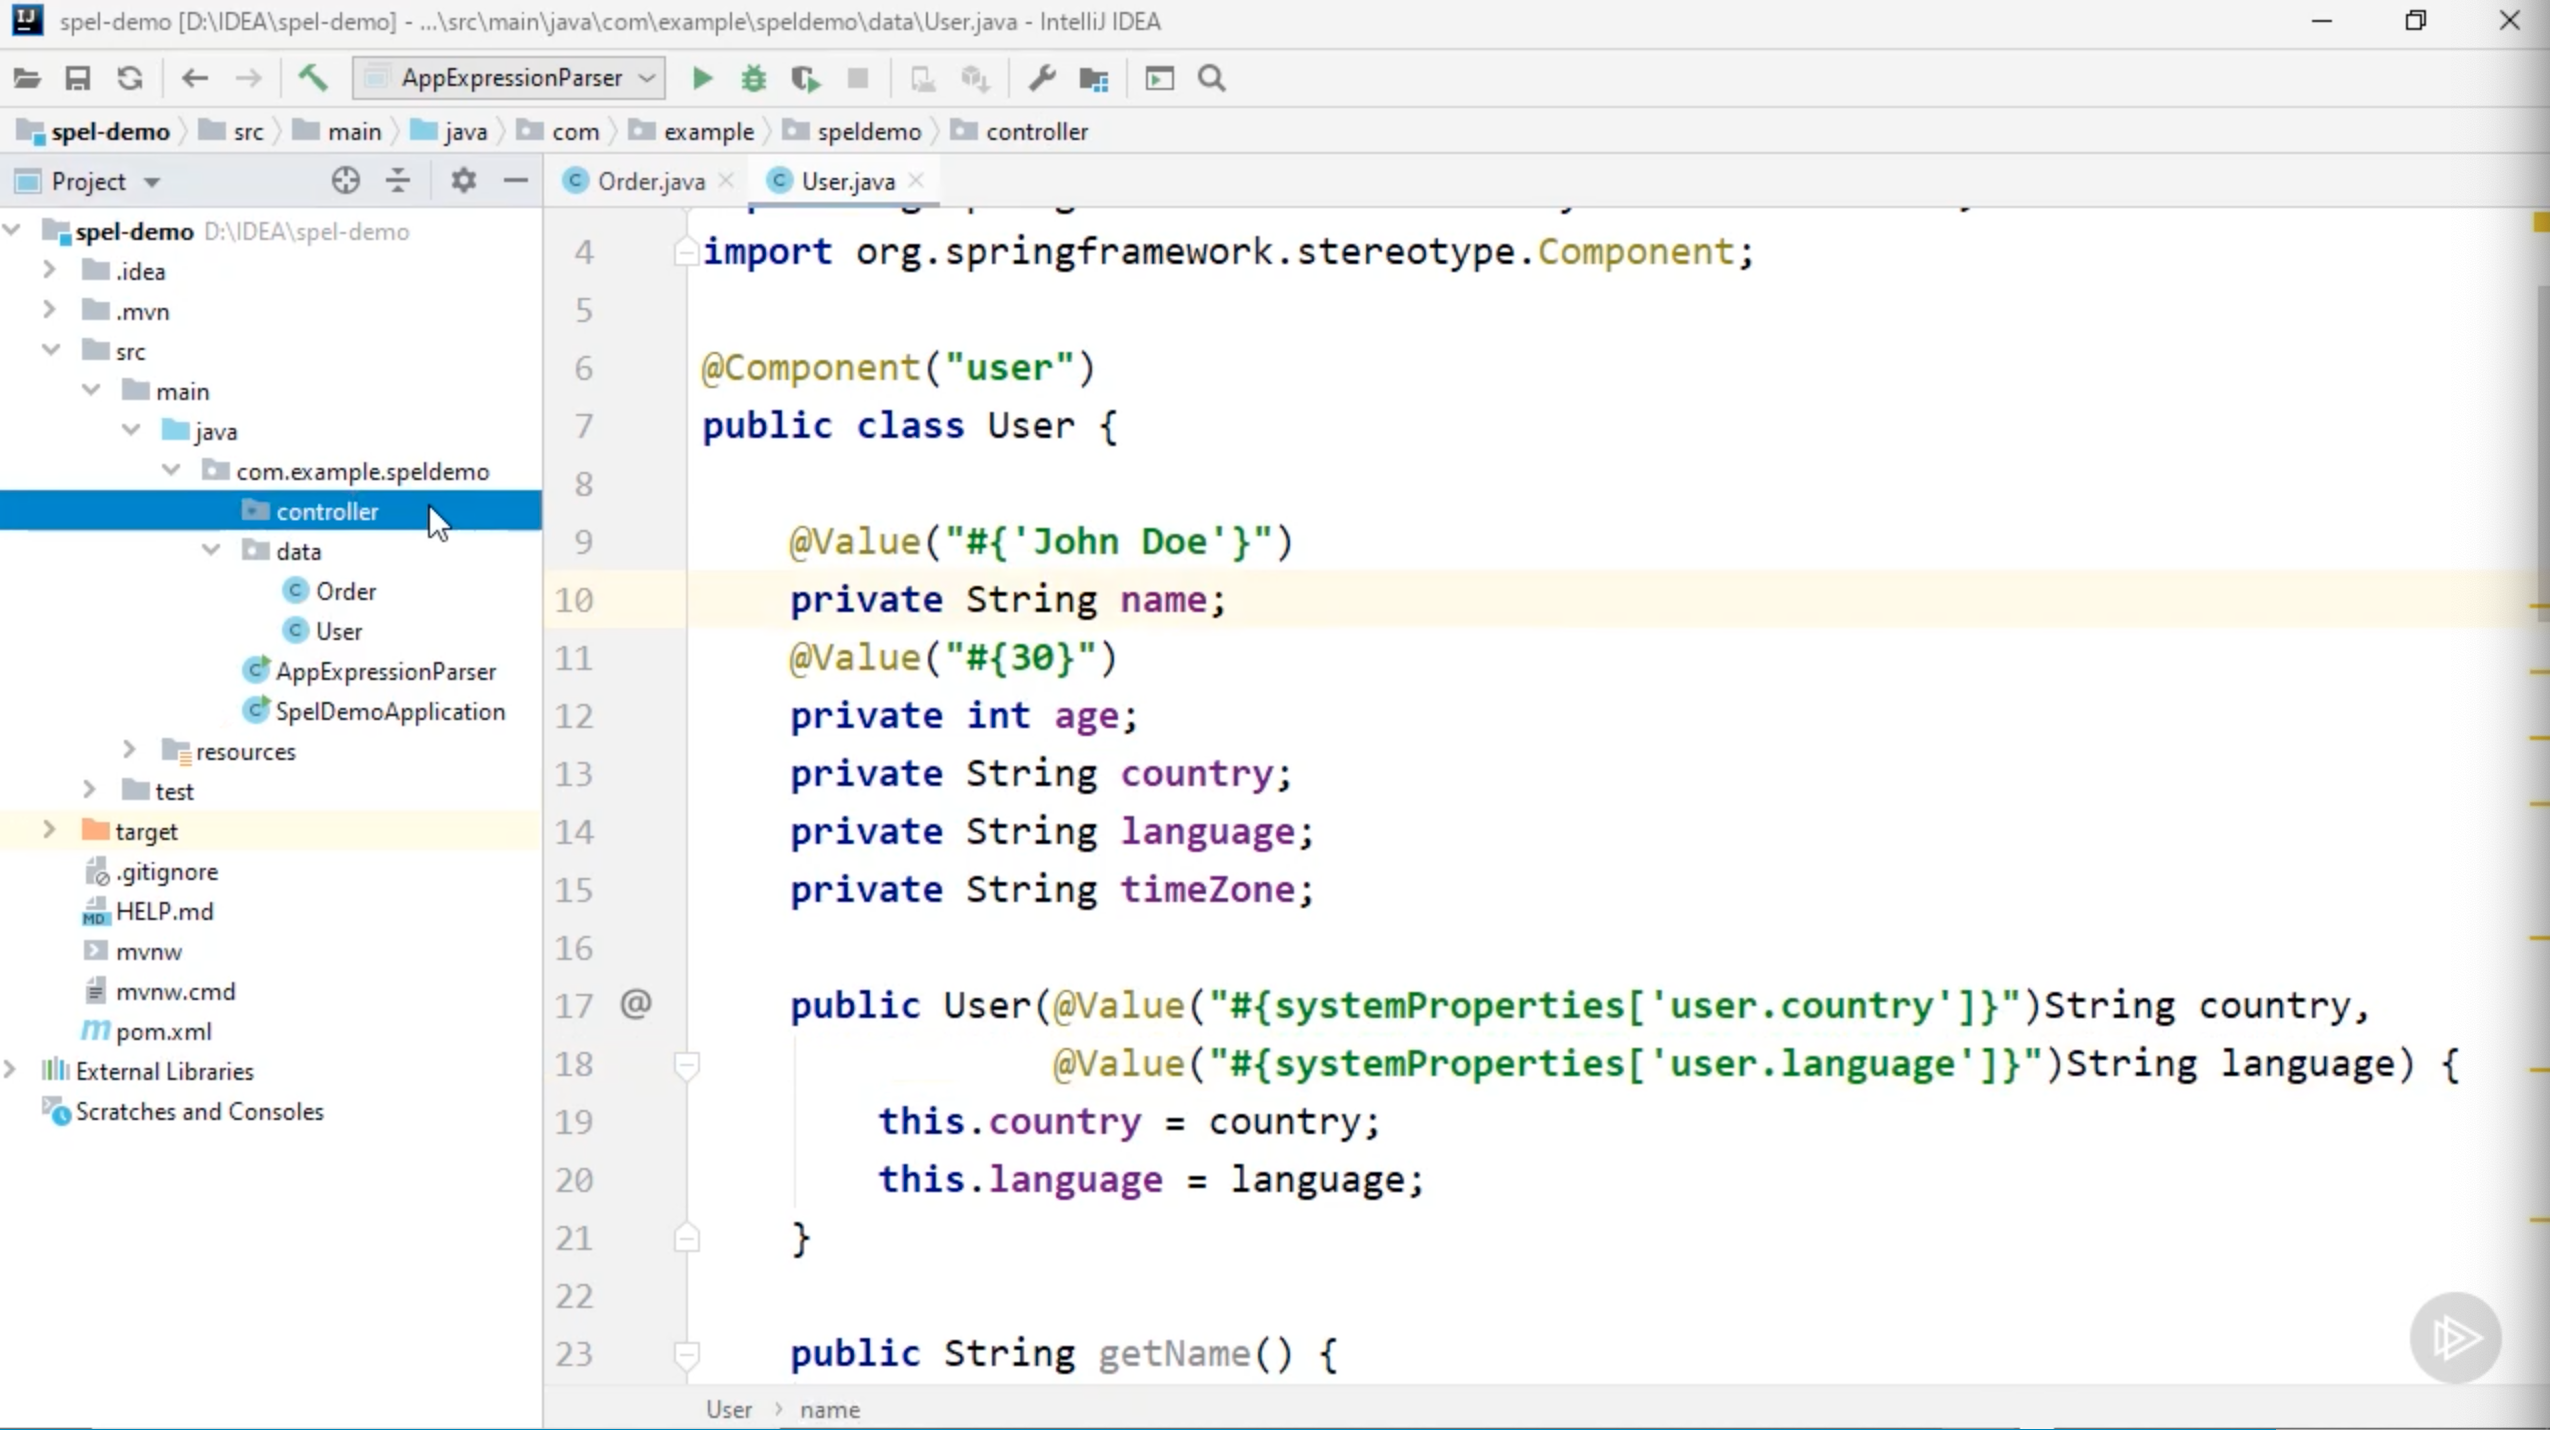 spel-demo [D:\IDEA\spel-demo] - ...\src\main\java\com\example\speldemo\data\User.java - IntelliJ IDEA
AppExpressionParser
spel-demo src main java com example speldemo controller
Project
Order.java
User.java
spel-demo D:\IDEA\spel-demo
.idea
.mvn
src
main
java
com.example.speldemo
controller
data
Order
User
AppExpressionParser
SpelDemoApplication
resources
test
target
.gitignore
HELP.md
mvnw
mvnw.cmd
pom.xml
External Libraries
Scratches and Consoles
4 import org.springframework.stereotype.Component;
5
6 @Component("user")
7 public class User {
8
9 @Value("#{'John Doe'}")
10 private String name;
11 @Value("#{30}")
12 private int age;
13 private String country;
14 private String language;
15 private String timeZone;
16
17 @ public User(@Value("#{systemProperties['user.country']}")String country,
18 @Value("#{systemProperties['user.language']}")String language) {
19 this.country = country;
20 this.language = language;
21 }
22
23 public String getName() {
User > name